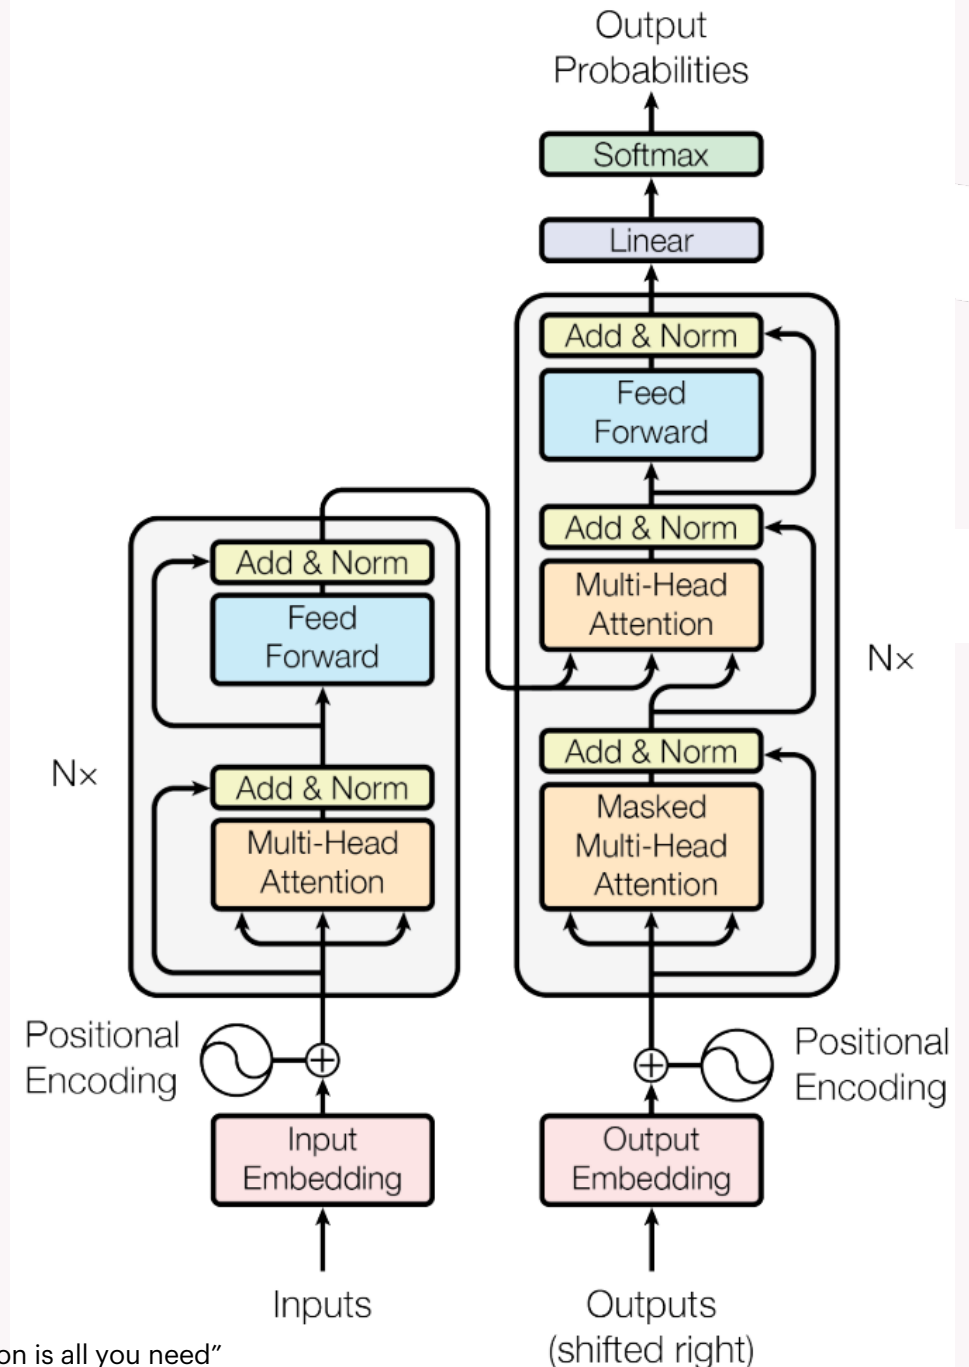 Output
Probabilities
Softmax
Linear
Add & Norm
Feed
Forward
Add & Norm
Multi-Head
Attention
Nx
Add & Norm
Masked
Multi-Head
Attention
Add & Norm
Feed
Forward
Nx
Add & Norm
Multi-Head
Attention
Positional
Encoding
Positional
Encoding
Input
Embedding
Output
Embedding
Inputs
Outputs
(shifted right)
on is all you need”